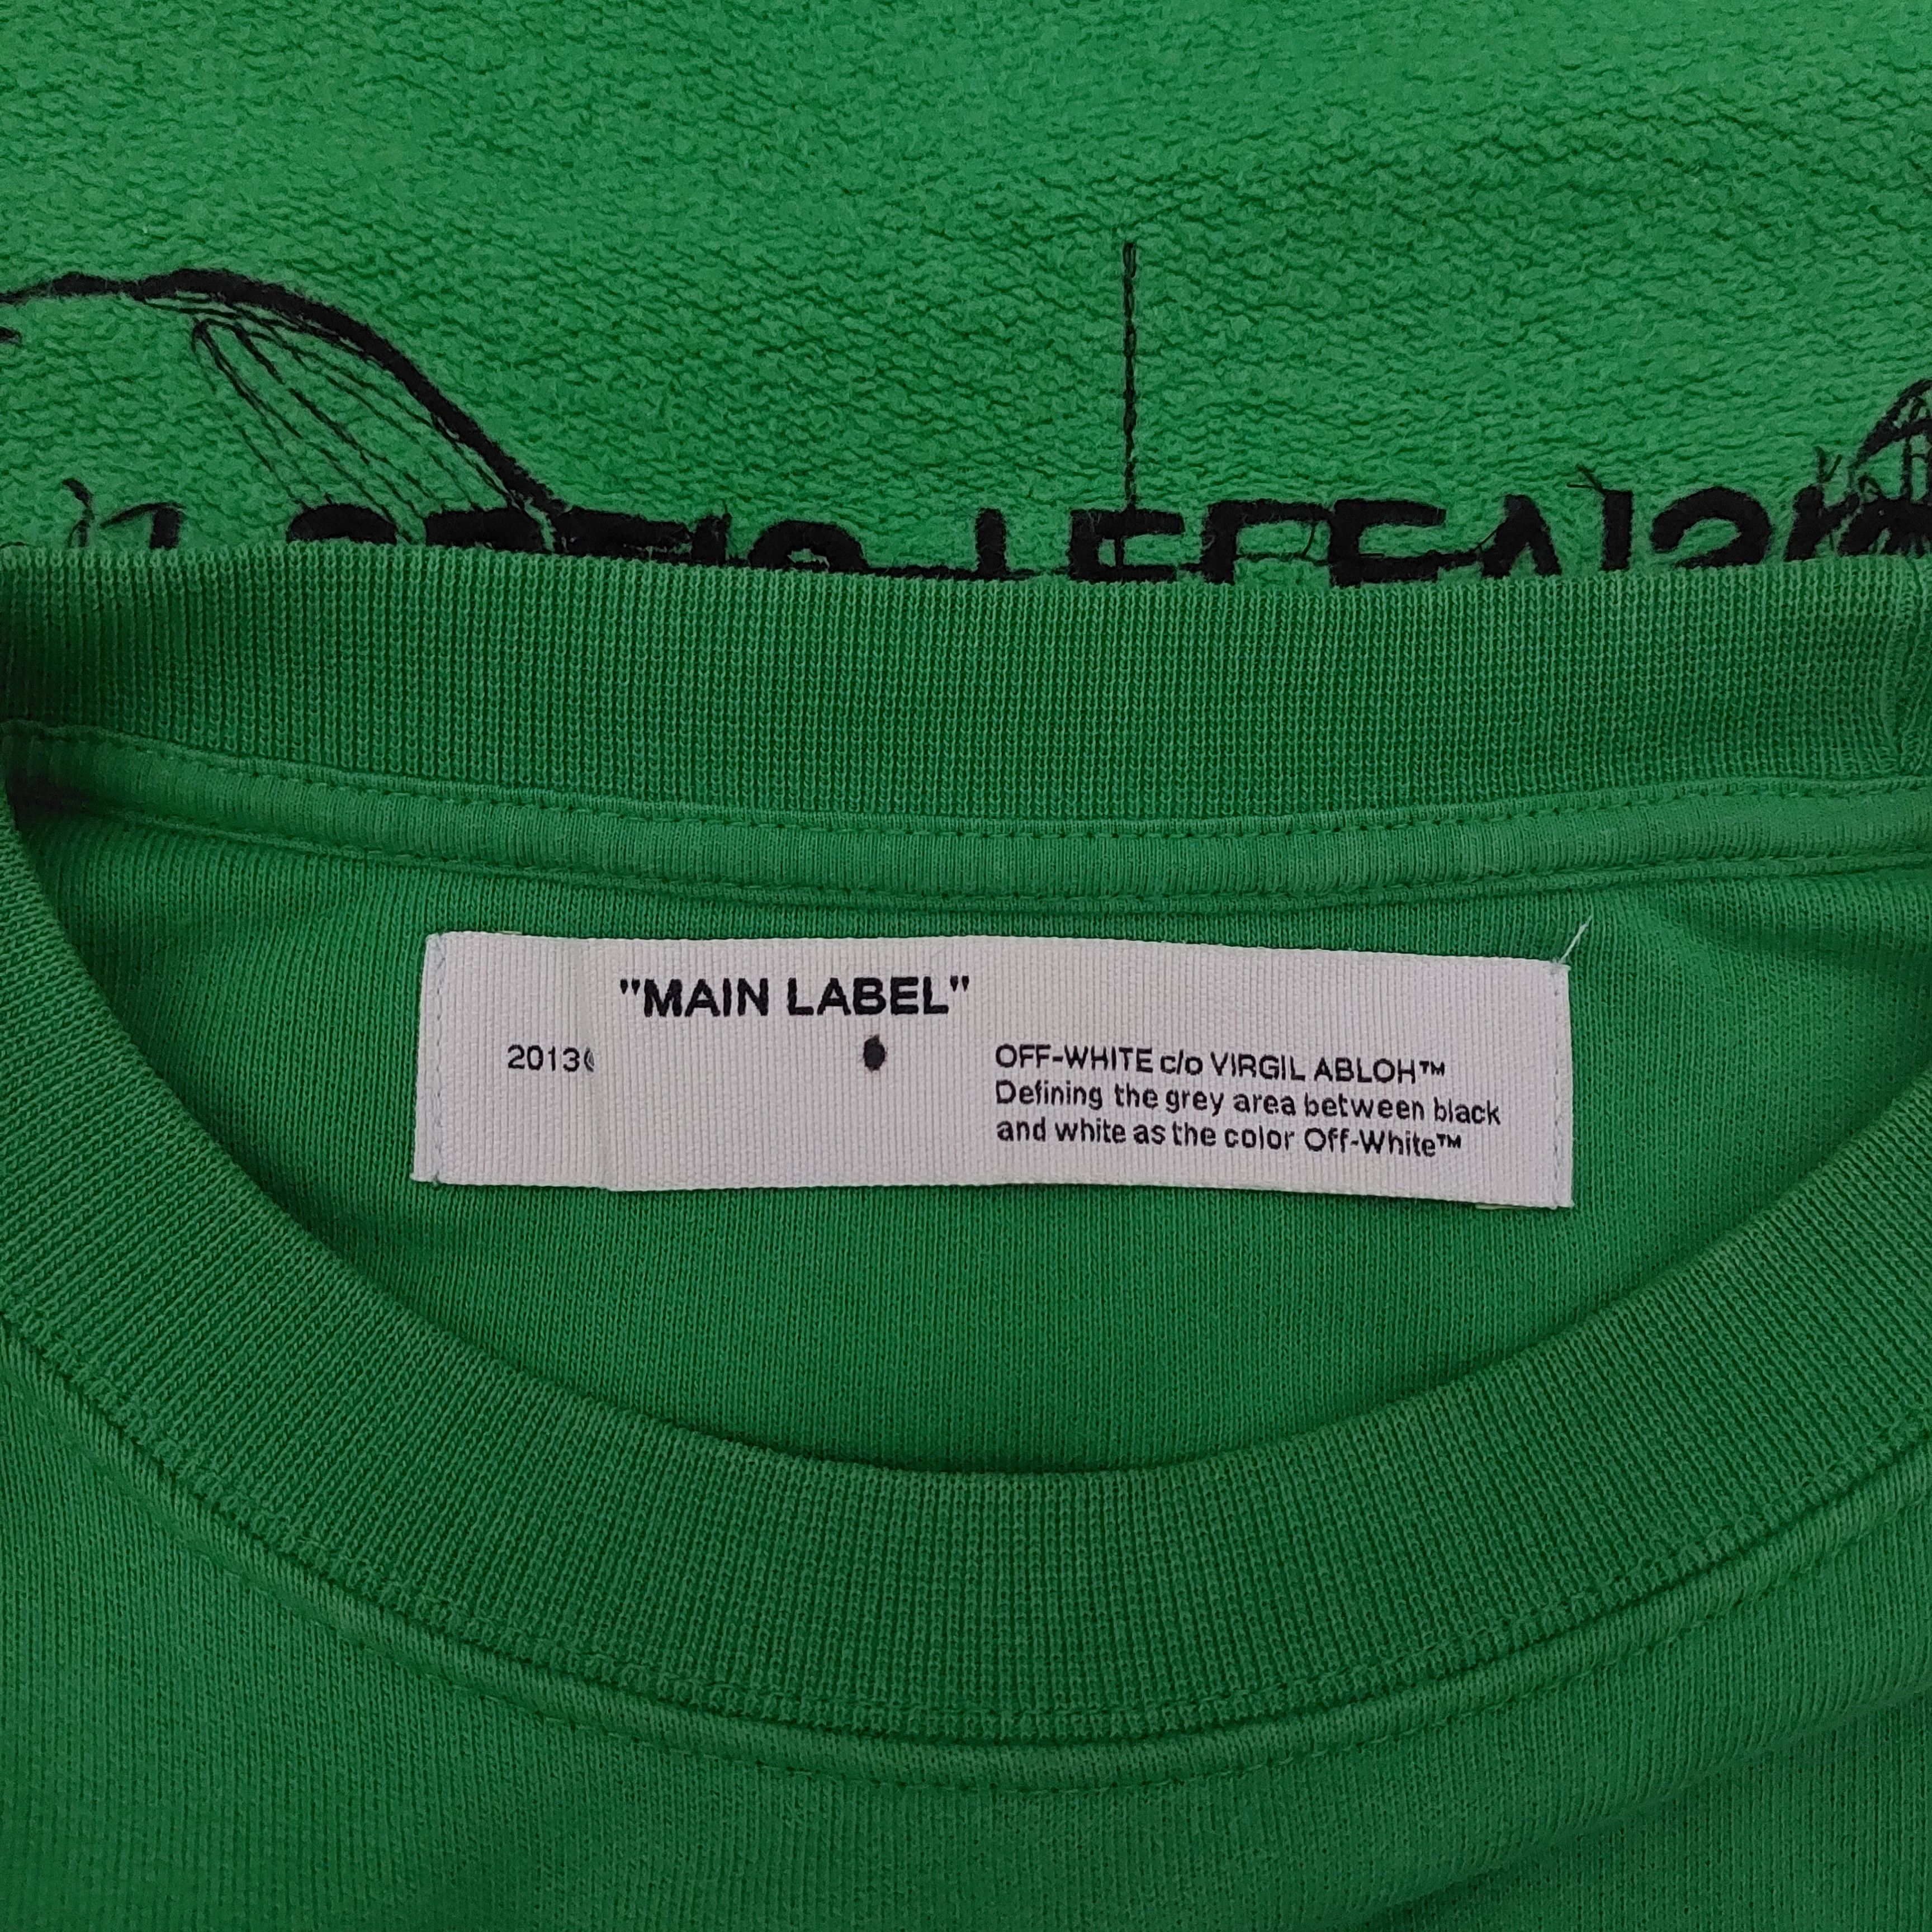 "MAIN LABEL"
2013
OFF-WHITE c/o VIRGIL ABLOH™
Defining the grey area between black
and white as the color Off-White™